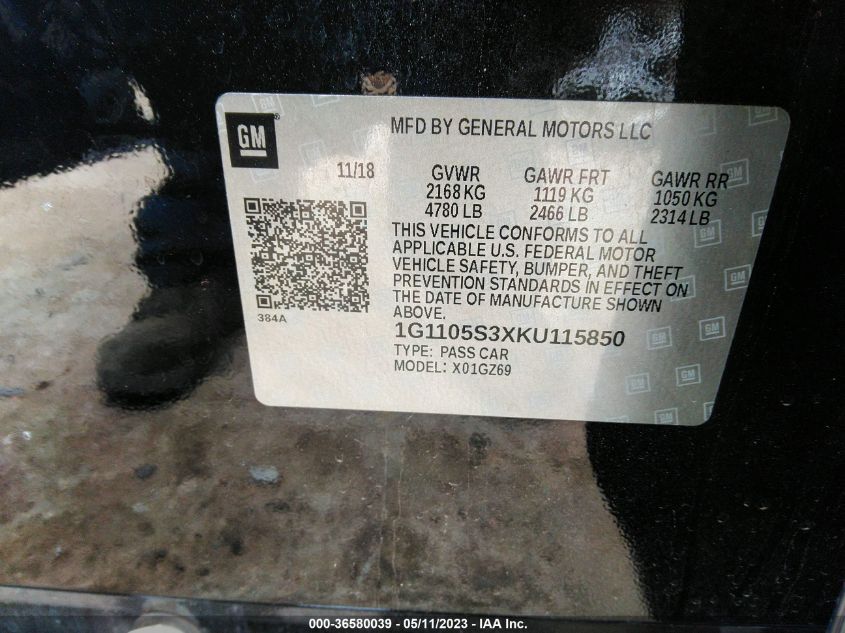 GM
MFD BY GENERAL MOTORS LLC
11/18
GVWR GAWR FRT GAWR RR
2168 KG 1119 KG 1050 KG
4780 LB 2466 LB 2314 LB
THIS VEHICLE CONFORMS TO ALL
APPLICABLE U.S. FEDERAL MOTOR
VEHICLE SAFETY, BUMPER, AND THEFT
PREVENTION STANDARDS IN EFFECT ON
THE DATE OF MANUFACTURE SHOWN
ABOVE.
384A
1G1105S3XKU115850
TYPE: PASS CAR
MODEL: X01GZ69
000-36580039 - 05/11/2023 - IAA Inc.